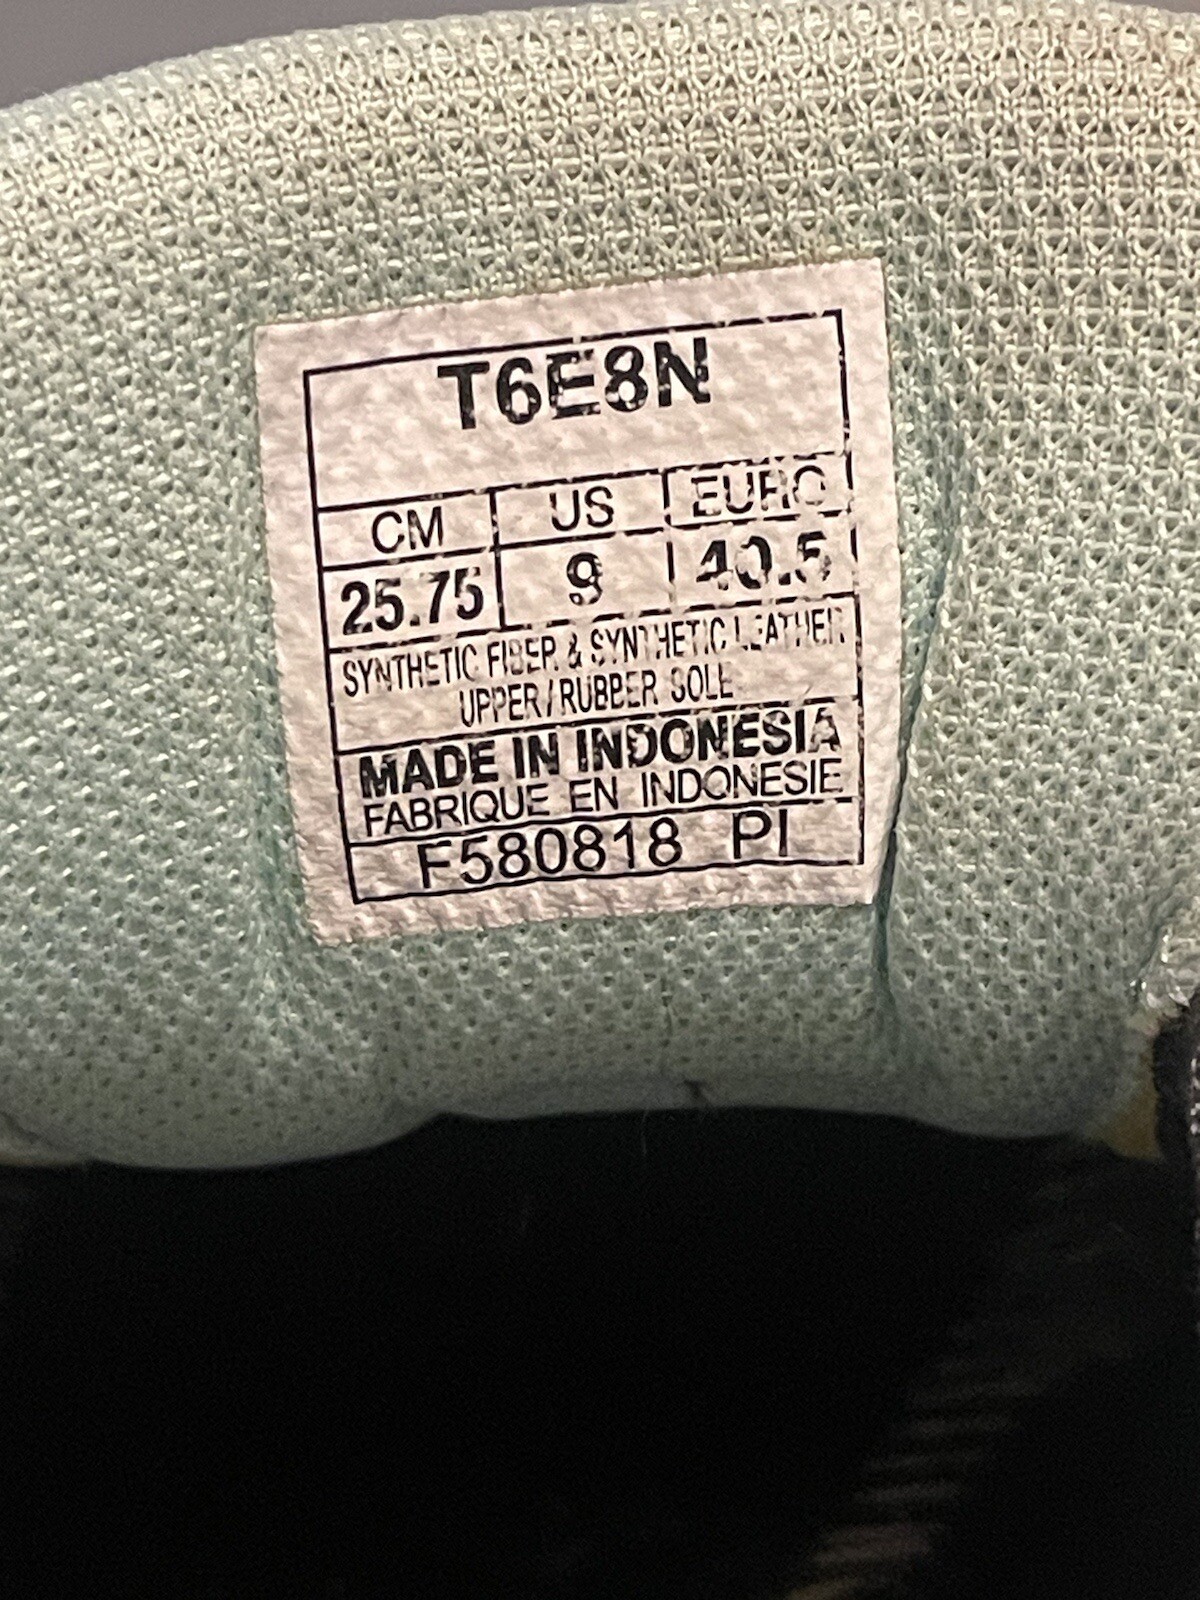 T6E8N
CM US EURO
25.75 9 40.5
SYNTHETIC FIBER & SYNTHETIC LEATHER
UPPER / RUBBER SOLE
MADE IN INDONESIA
FABRIQUE EN INDONESIE
F580818 PI